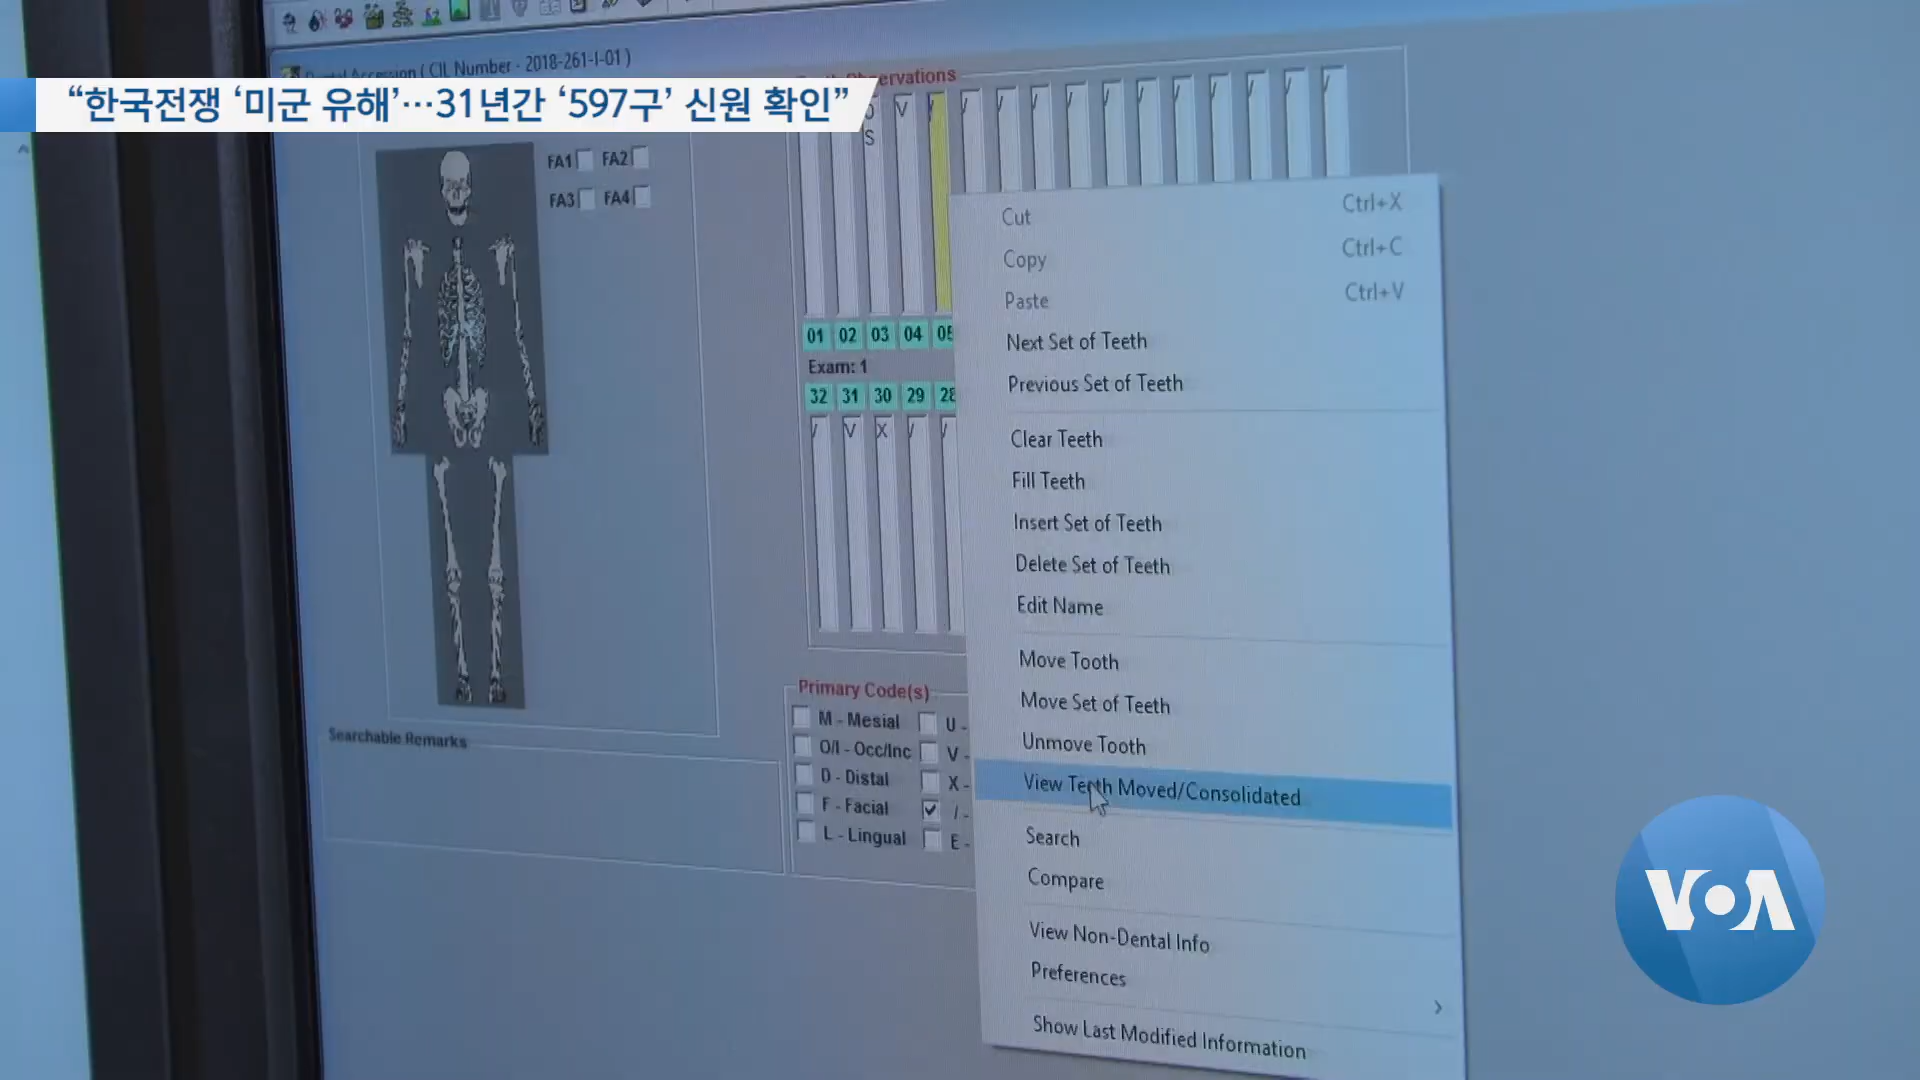 Accession ( CIL Number - 2018-261-I-01 )
“한국전쟁 ‘미군 유해’…31년간 ‘597구’ 신원 확인”
FA1 FA2
FA3 FA4
V /
S
01 02 03 04 05
Exam: 1
32 31 30 29 28
/ V X / /
Searchable Remarks
Primary Code(s)
M - Mesial U -
O/I - Occ/Inc V -
D - Distal X -
F - Facial / -
L - Lingual E -
Cut Ctrl+X
Copy Ctrl+C
Paste Ctrl+V
Next Set of Teeth
Previous Set of Teeth
Clear Teeth
Fill Teeth
Insert Set of Teeth
Delete Set of Teeth
Edit Name
Move Tooth
Move Set of Teeth
Unmove Tooth
View Teeth Moved/Consolidated
Search
Compare
View Non-Dental Info
Preferences
Show Last Modified Information
VOA